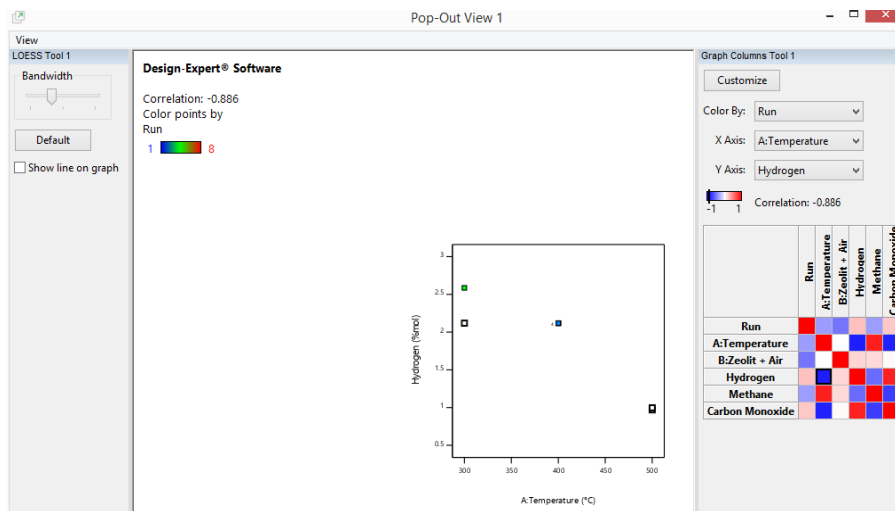 Pop-Out View 1
View
LOESS Tool 1
Bandwidth
Default
Show line on graph
Design-Expert® Software
Correlation: -0.886
Color points by
Run
1 8
3
2.5
2
1.5
1
0.5
Hydrogen (%mol)
300 350 400 450 500
A:Temperature (°C)
Graph Columns Tool 1
Customize
Color By: Run
X Axis: A:Temperature
Y Axis: Hydrogen
-1 1 Correlation: -0.886
Run
A:Temperature
B:Zeolit + Air
Hydrogen
Methane
Carbon Monoxide
Run
A:Temperature
B:Zeolit + Air
Hydrogen
Methane
Carbon Monoxide